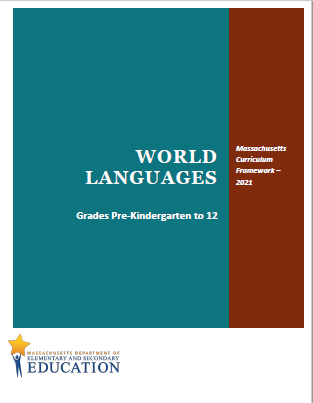 WORLD
LANGUAGES
Grades Pre-Kindergarten to 12
Massachusetts
Curriculum
Framework –
2021
MASSACHUSETTS DEPARTMENT OF
ELEMENTARY AND SECONDARY
EDUCATION